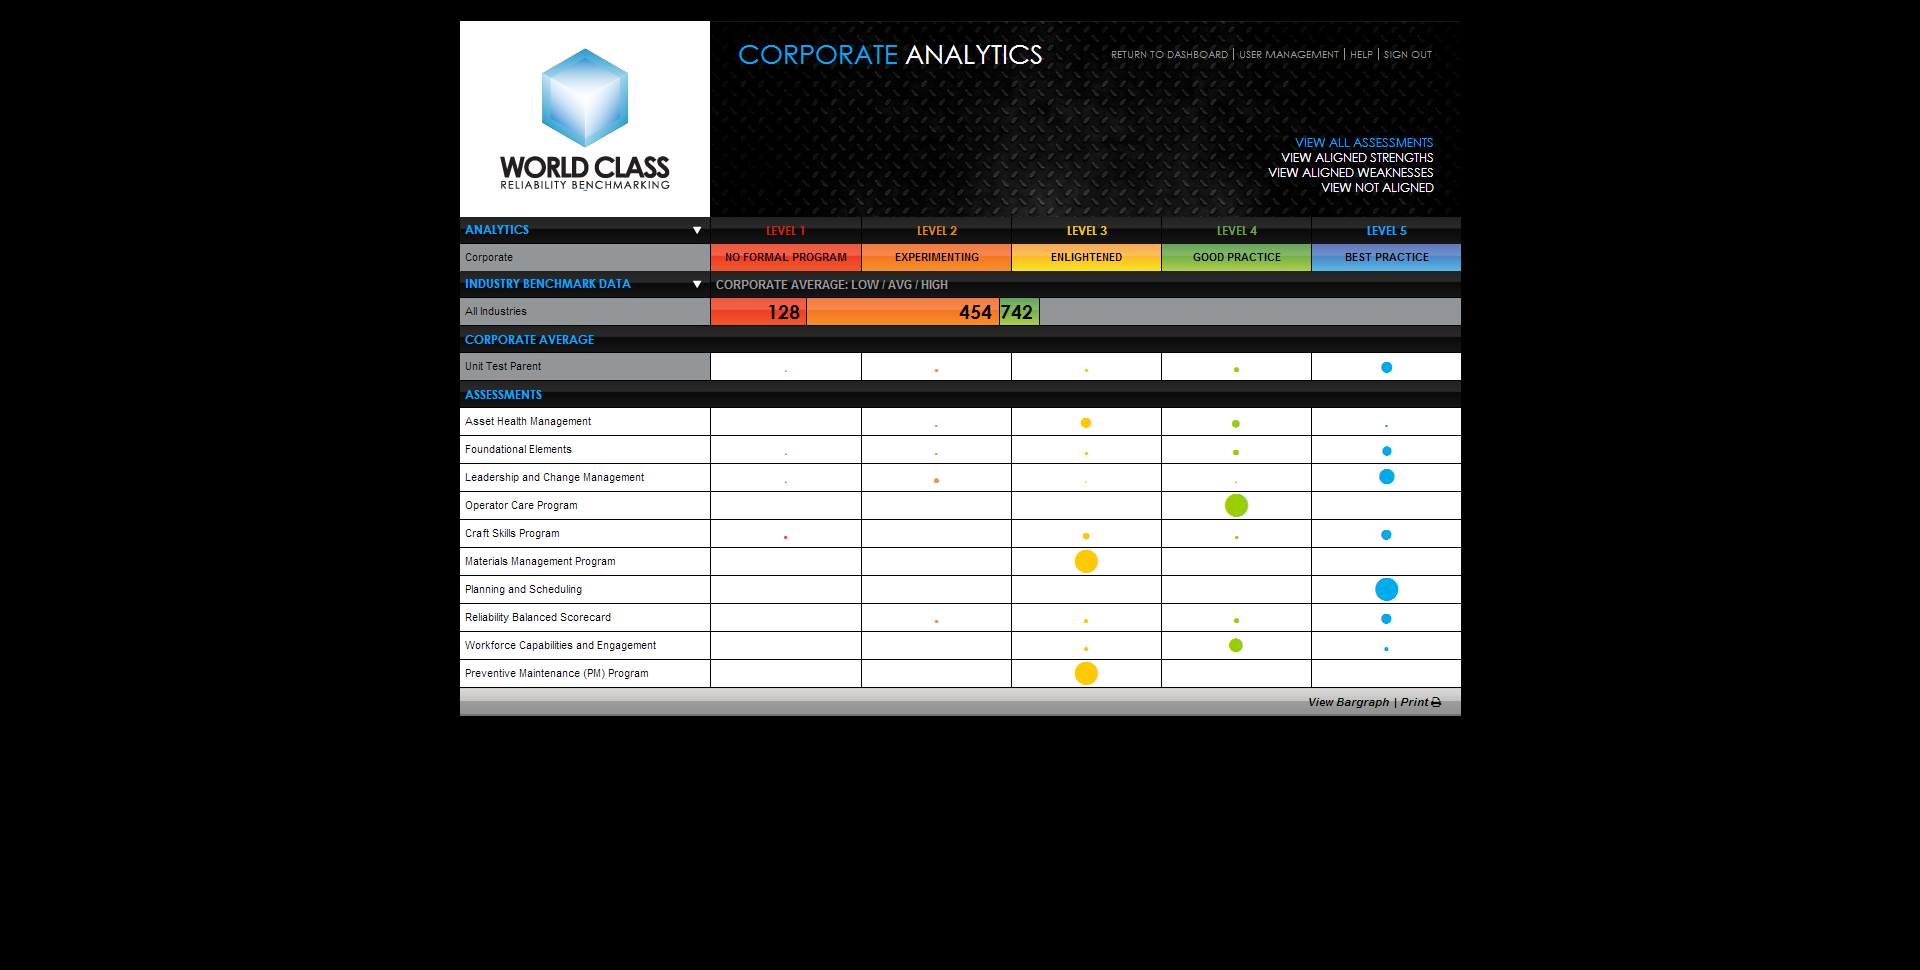 CORPORATE ANALYTICS
RETURN TO DASHBOARD | USER MANAGEMENT | HELP | SIGN OUT
WORLD CLASS
RELIABILITY BENCHMARKING
VIEW ALL ASSESSMENTS
VIEW ALIGNED STRENGTHS
VIEW ALIGNED WEAKNESSES
VIEW NOT ALIGNED
ANALYTICS LEVEL 1 LEVEL 2 LEVEL 3 LEVEL 4 LEVEL 5
Corporate NO FORMAL PROGRAM EXPERIMENTING ENLIGHTENED GOOD PRACTICE BEST PRACTICE
INDUSTRY BENCHMARK DATA CORPORATE AVERAGE: LOW / AVG / HIGH
All Industries 128 454 742
CORPORATE AVERAGE
Unit Test Parent
ASSESSMENTS
Asset Health Management
Foundational Elements
Leadership and Change Management
Operator Care Program
Craft Skills Program
Materials Management Program
Planning and Scheduling
Reliability Balanced Scorecard
Workforce Capabilities and Engagement
Preventive Maintenance (PM) Program
View Bargraph | Print